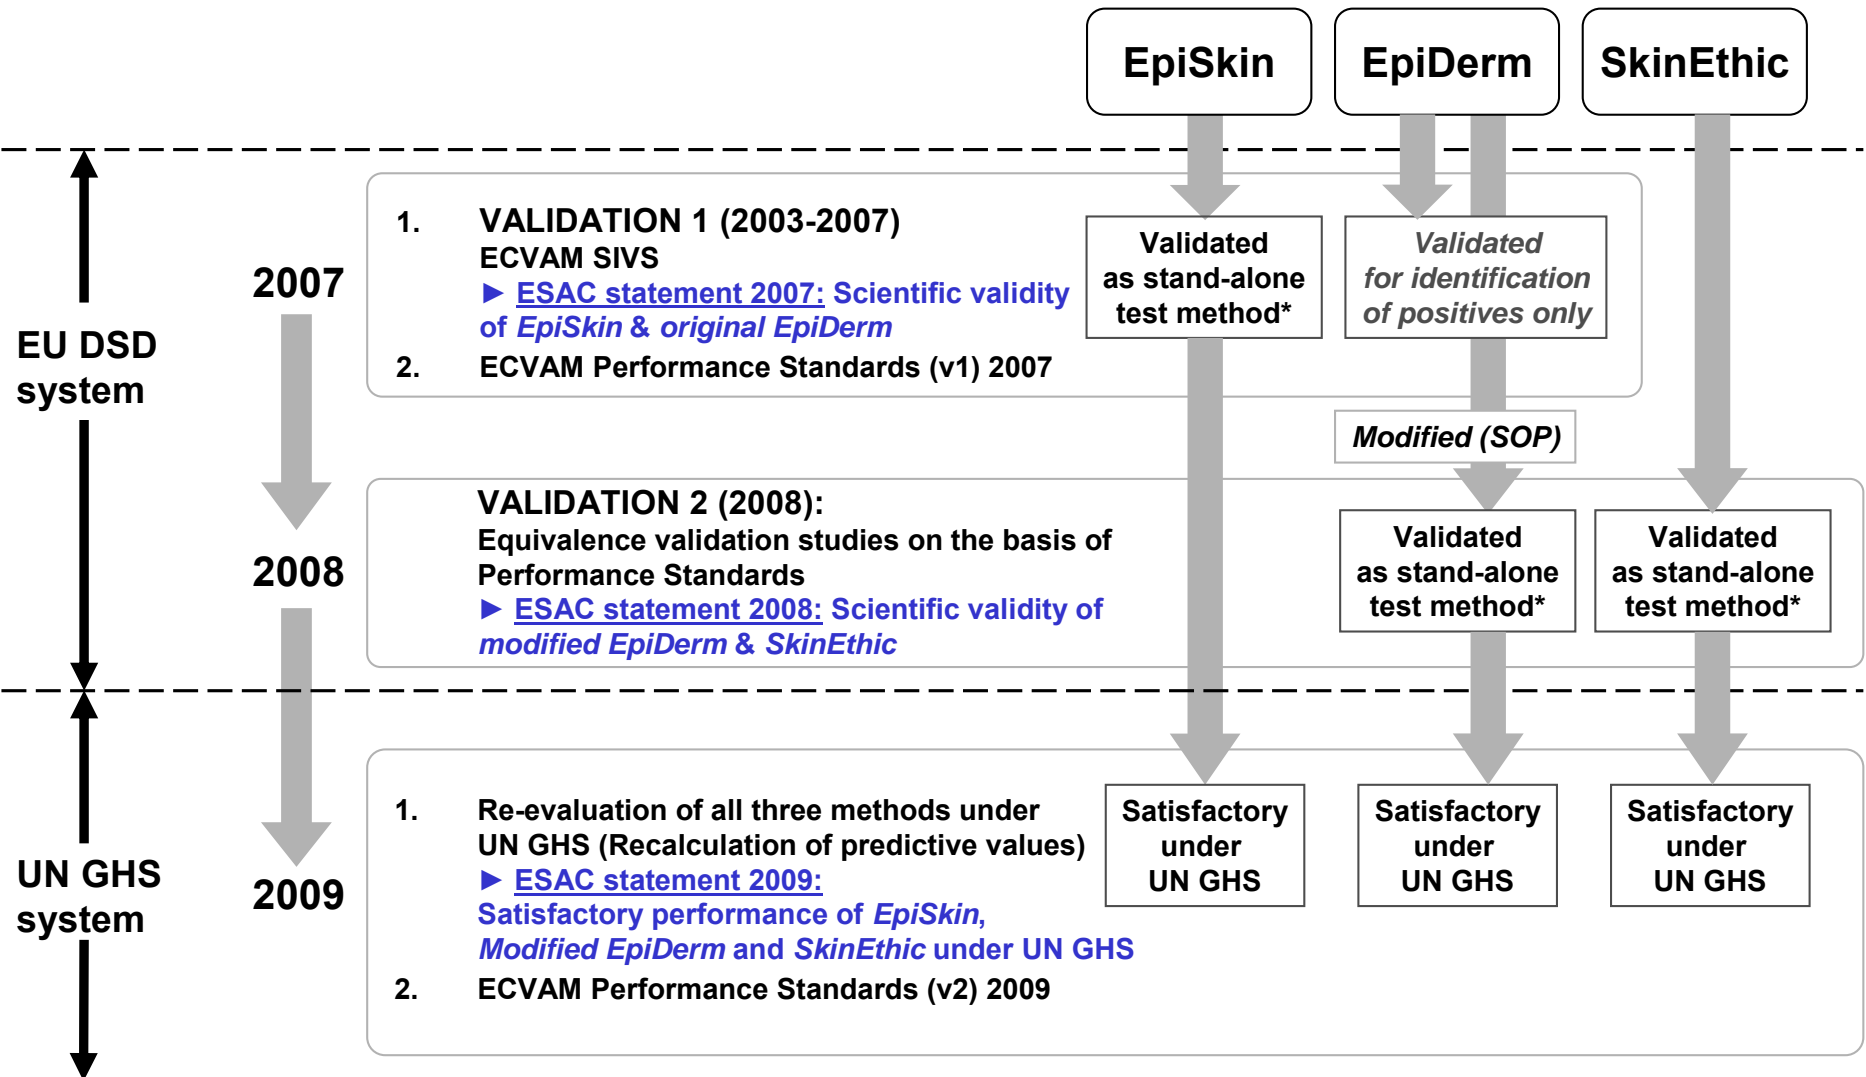 EpiSkin
EpiDerm
SkinEthic
EU DSD
system
2007
1. VALIDATION 1 (2003-2007)
ECVAM SIVS
► ESAC statement 2007: Scientific validity
of EpiSkin & original EpiDerm
2. ECVAM Performance Standards (v1) 2007
Validated
as stand-alone
test method*
Validated
for identification
of positives only
Modified (SOP)
2008
VALIDATION 2 (2008):
Equivalence validation studies on the basis of
Performance Standards
► ESAC statement 2008: Scientific validity of
modified EpiDerm & SkinEthic
Validated
as stand-alone
test method*
Validated
as stand-alone
test method*
UN GHS
system
2009
1. Re-evaluation of all three methods under
UN GHS (Recalculation of predictive values)
► ESAC statement 2009:
Satisfactory performance of EpiSkin,
Modified EpiDerm and SkinEthic under UN GHS
2. ECVAM Performance Standards (v2) 2009
Satisfactory
under
UN GHS
Satisfactory
under
UN GHS
Satisfactory
under
UN GHS